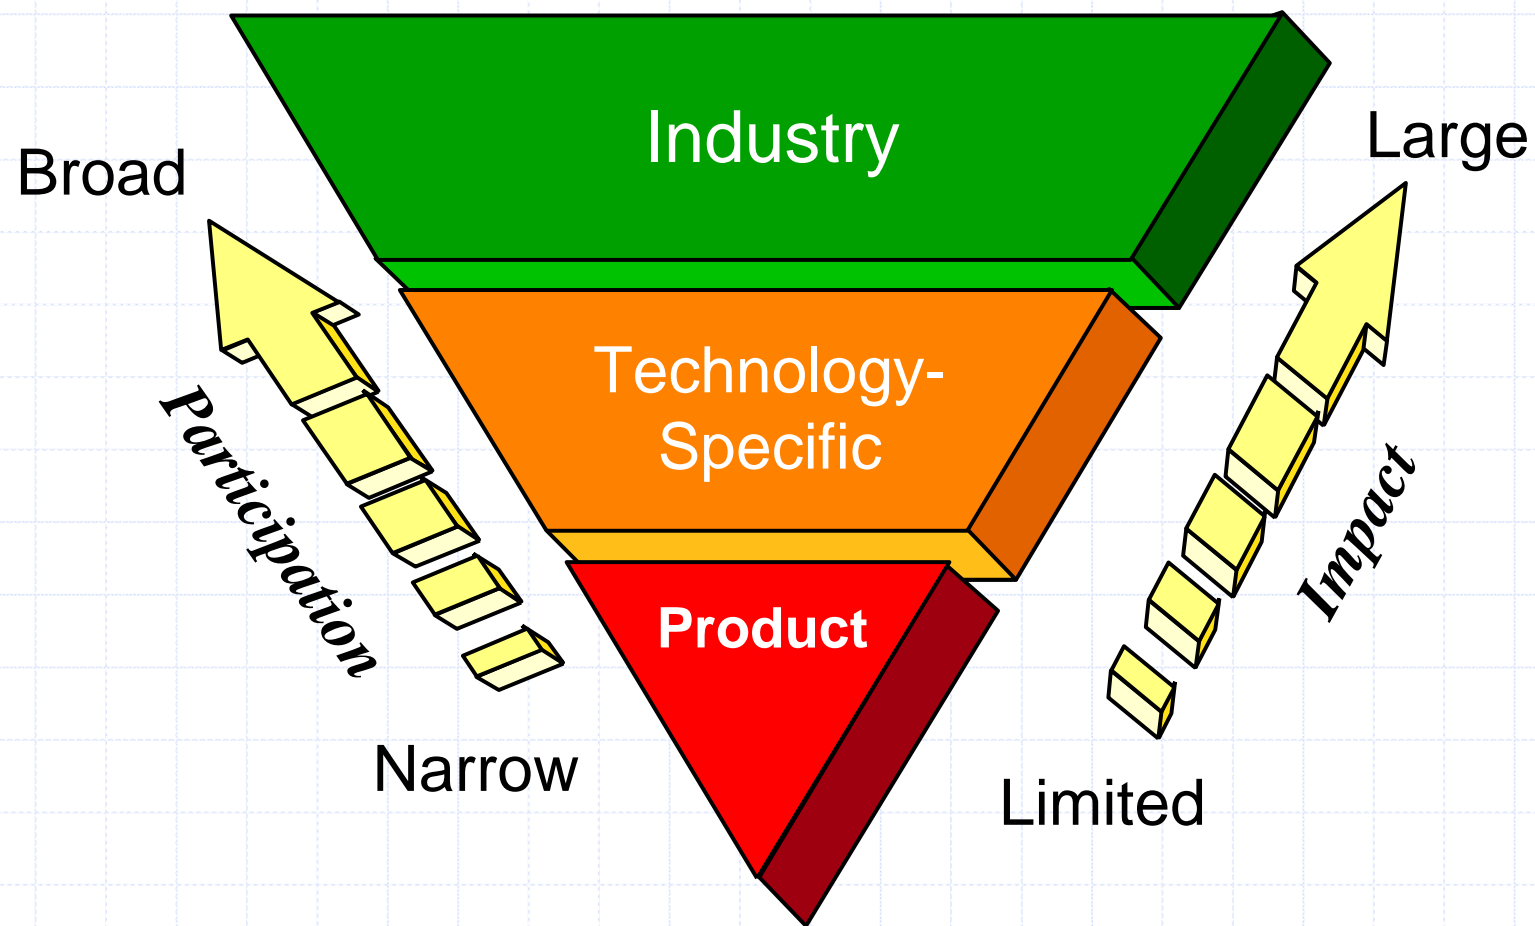 Industry
Large
Broad
Technology-
Specific
Participation
Impact
Product
Narrow
Limited